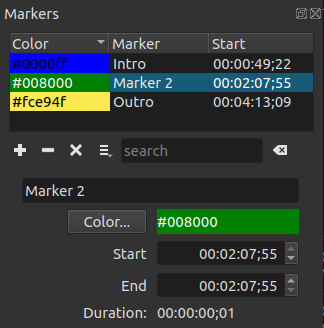 Markers
Color Marker Start
#0000ff Intro 00:00:49;22
#008000 Marker 2 00:02:07;55
#fce94f Outro 00:04:13;09
search
Marker 2
Color... #008000
Start 00:02:07;55
End 00:02:07;55
Duration: 00:00:00;01